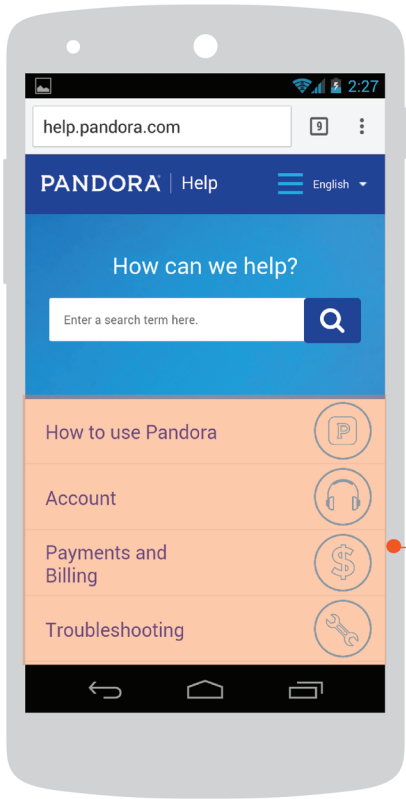 2:27
help.pandora.com
9
PANDORA Help
English
How can we help?
Enter a search term here.
How to use Pandora
P
Account
Payments and
Billing
$
Troubleshooting